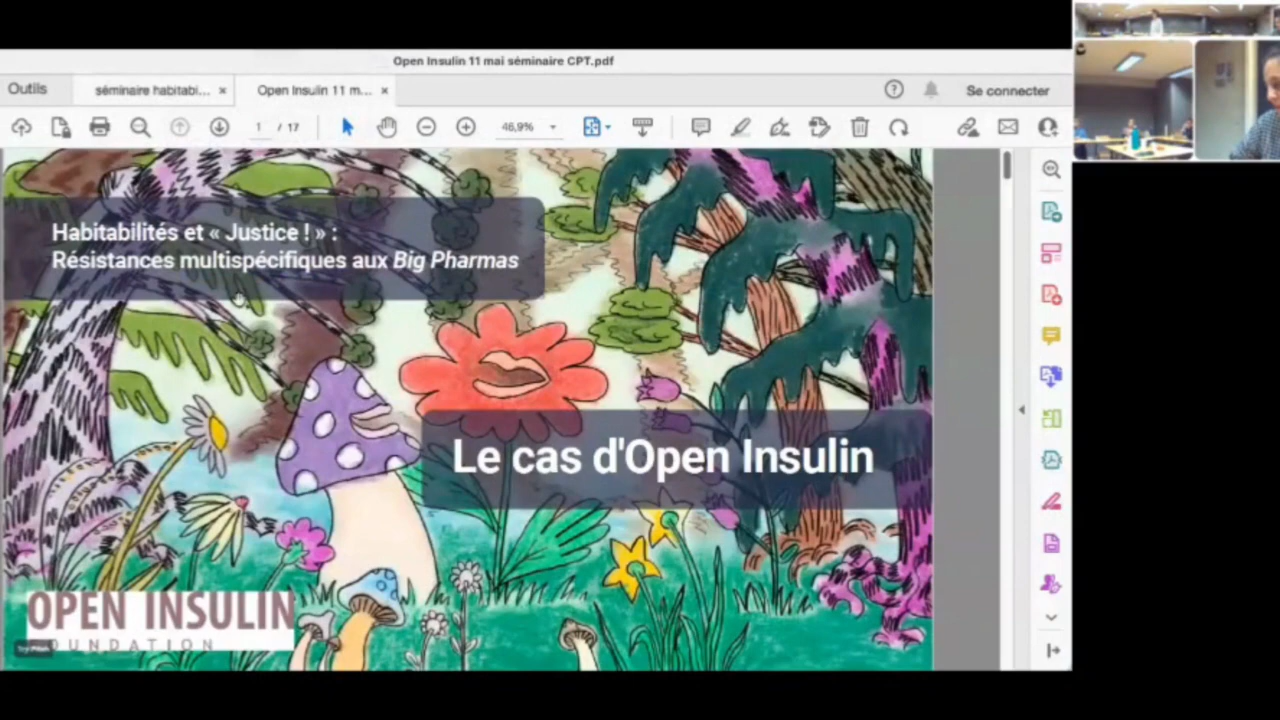 Open Insulin 11 mai séminaire CPT.pdf
Outils
séminaire habitabi... ×
Open Insulin 11 m... ×
Se connecter
1 / 17
46,9%
Habitabilités et « Justice ! » :
Résistances multispécifiques aux Big Pharmas
Le cas d'Open Insulin
OPEN INSULIN
FOUNDATION